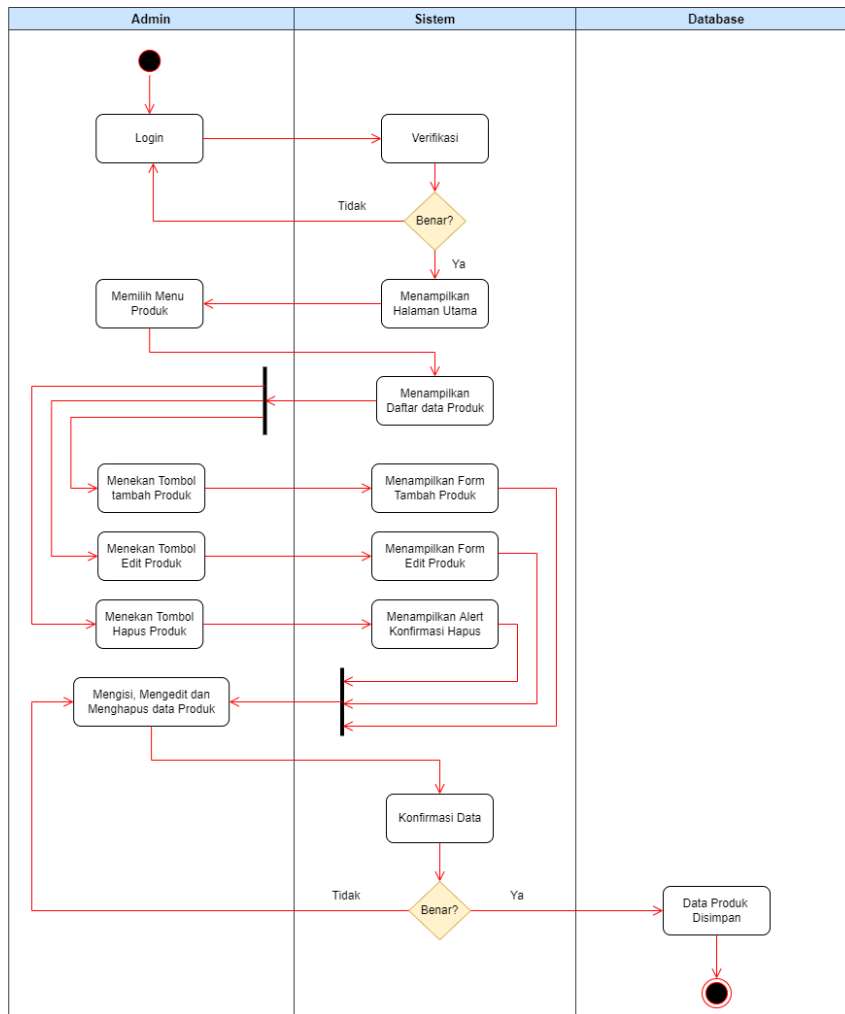 Admin
Sistem
Database
Login
Verifikasi
Tidak
Benar?
Ya
Memilih Menu
Produk
Menampilkan
Halaman Utama
Menampilkan
Daftar data Produk
Menekan Tombol
tambah Produk
Menampilkan Form
Tambah Produk
Menekan Tombol
Edit Produk
Menampilkan Form
Edit Produk
Menekan Tombol
Hapus Produk
Menampilkan Alert
Konfirmasi Hapus
Mengisi, Mengedit dan
Menghapus data Produk
Konfirmasi Data
Tidak
Benar?
Ya
Data Produk
Disimpan